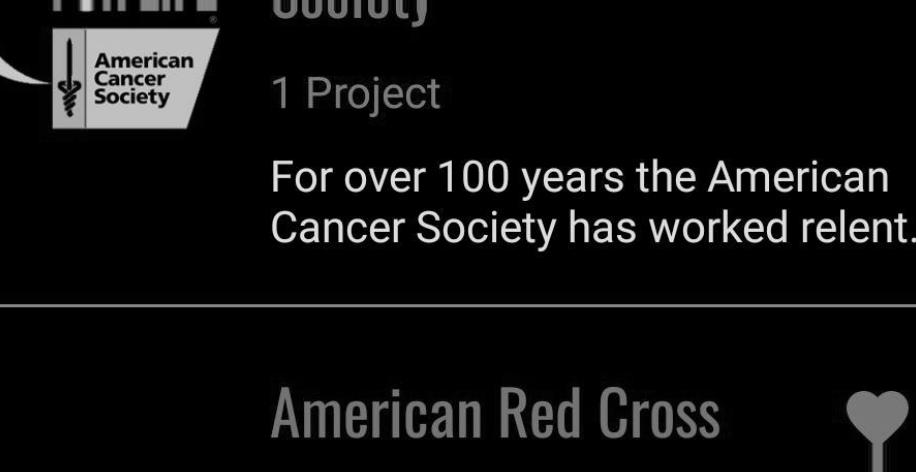 Society
®
American
Cancer
Society
1 Project
For over 100 years the American
Cancer Society has worked relent.
American Red Cross